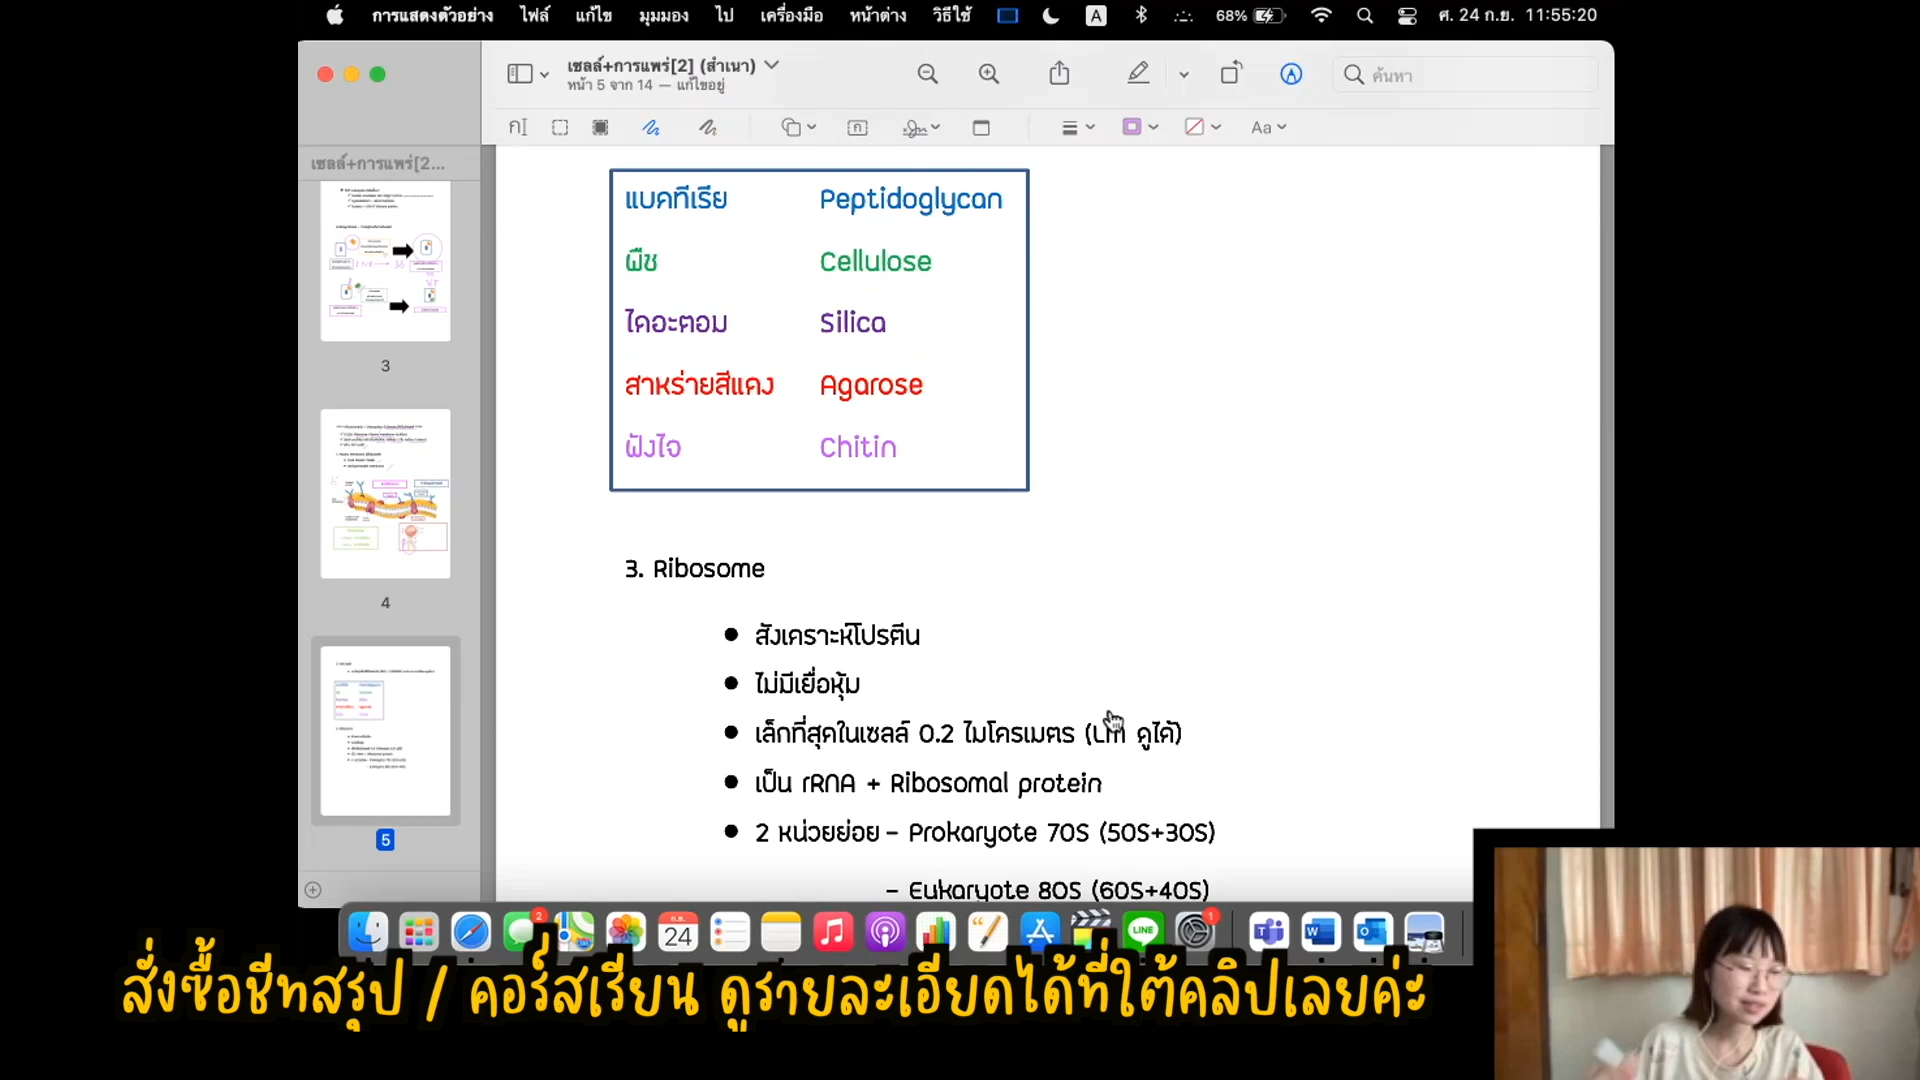 การแสดงตัวอย่าง ไฟล์ แก้ไข มุมมอง ไป เครื่องมือ หน้าต่าง วิธีใช้ A 68% ศ. 24 ก.ย. 11:55:20
เซลล์+การแพร่[2] (สำเนา)
หน้า 5 จาก 14 — แก้ไขอยู่
ค้นหา
Aa
เซลล์+การแพร่[2...
3
4
5
แบคทีเรีย Peptidoglycan
พืช Cellulose
ไดอะตอม Silica
สาหร่ายสีแดง Agarose
ฟังไจ Chitin
3. Ribosome
● สังเคราะห์โปรตีน
● ไม่มีเยื่อหุ้ม
● เล็กที่สุดในเซลล์ 0.2 ไมโครเมตร (LM ดูได้)
● เป็น rRNA + Ribosomal protein
● 2 หน่วยย่อย – Prokaryote 70S (50S+30S)
– Eukaryote 80S (60S+40S)
2
ก.ย.
24
LINE
1
สั่งซื้อชีทสรุป / คอร์สเรียน ดูรายละเอียดได้ที่ใต้คลิปเลยค่ะ